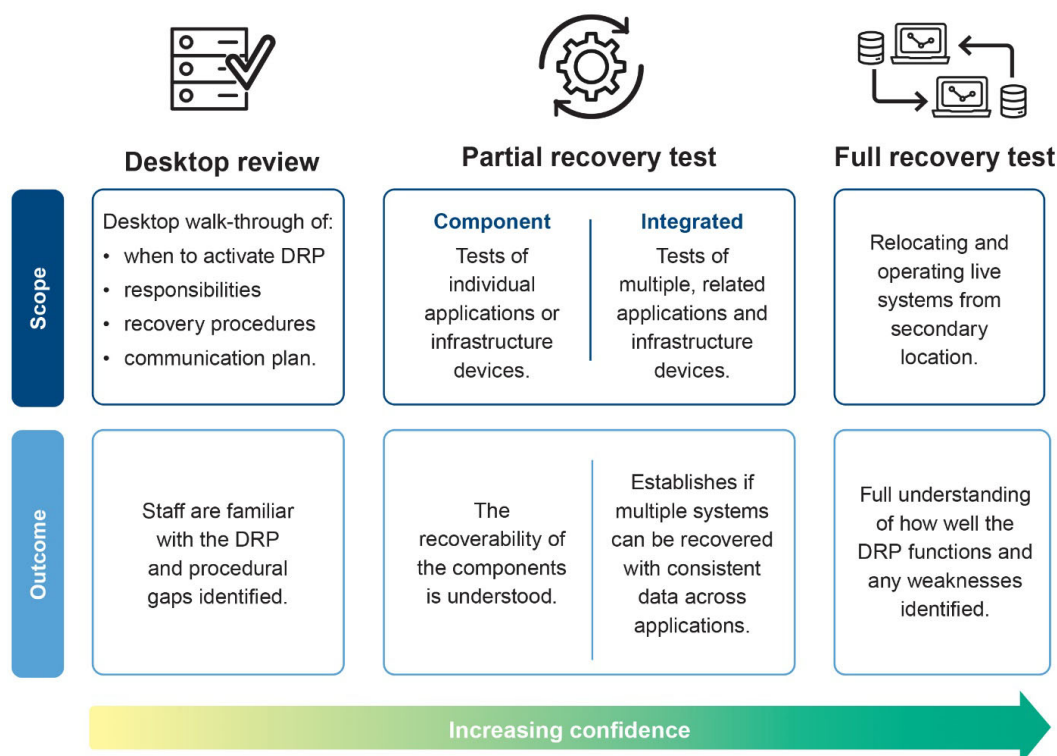 Desktop review
Partial recovery test
Full recovery test
Scope
Desktop walk-through of:
• when to activate DRP
• responsibilities
• recovery procedures
• communication plan.
Component
Tests of
individual
applications or
infrastructure
devices.
Integrated
Tests of
multiple, related
applications and
infrastructure
devices.
Relocating and
operating live
systems from
secondary
location.
Outcome
Staff are familiar
with the DRP
and procedural
gaps identified.
The
recoverability of
the components
is understood.
Establishes if
multiple systems
can be recovered
with consistent
data across
applications.
Full understanding
of how well the
DRP functions and
any weaknesses
identified.
Increasing confidence